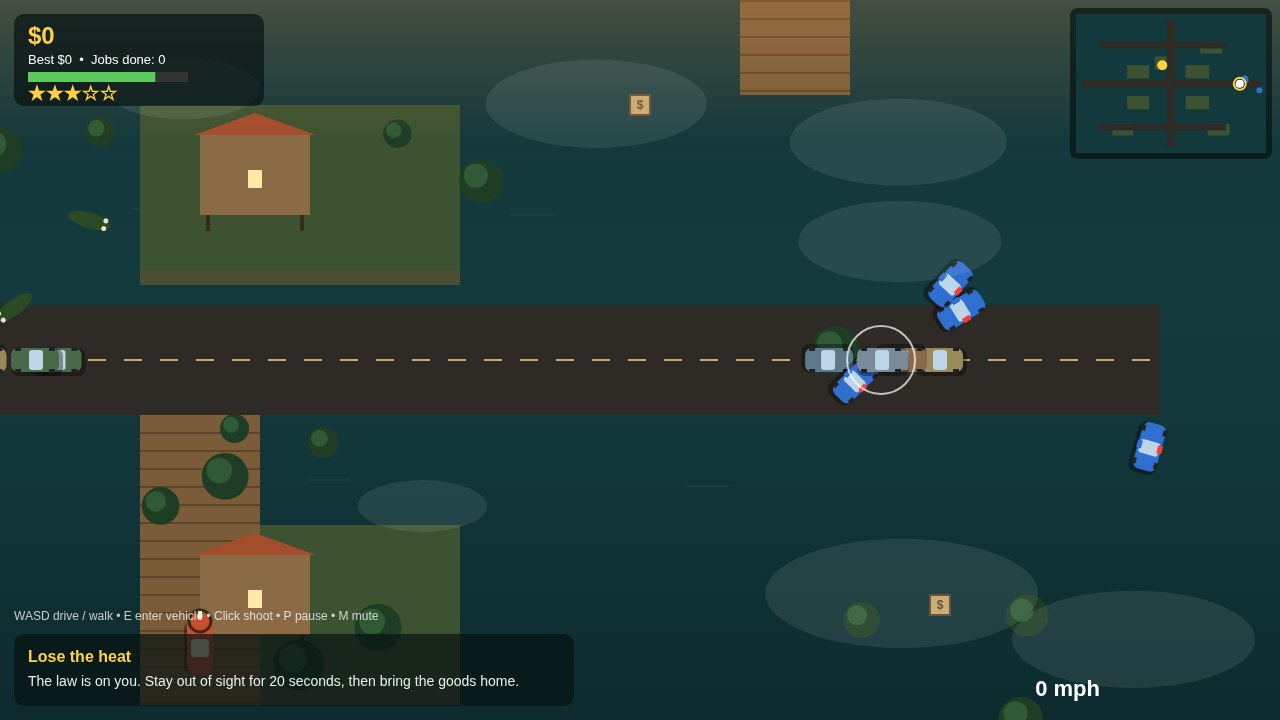 $0
Best $0 • Jobs done: 0
★★★☆☆
$
$
WASD drive / walk • E enter vehicle • Click shoot • P pause • M mute
Lose the heat
The law is on you. Stay out of sight for 20 seconds, then bring the goods home.
0 mph